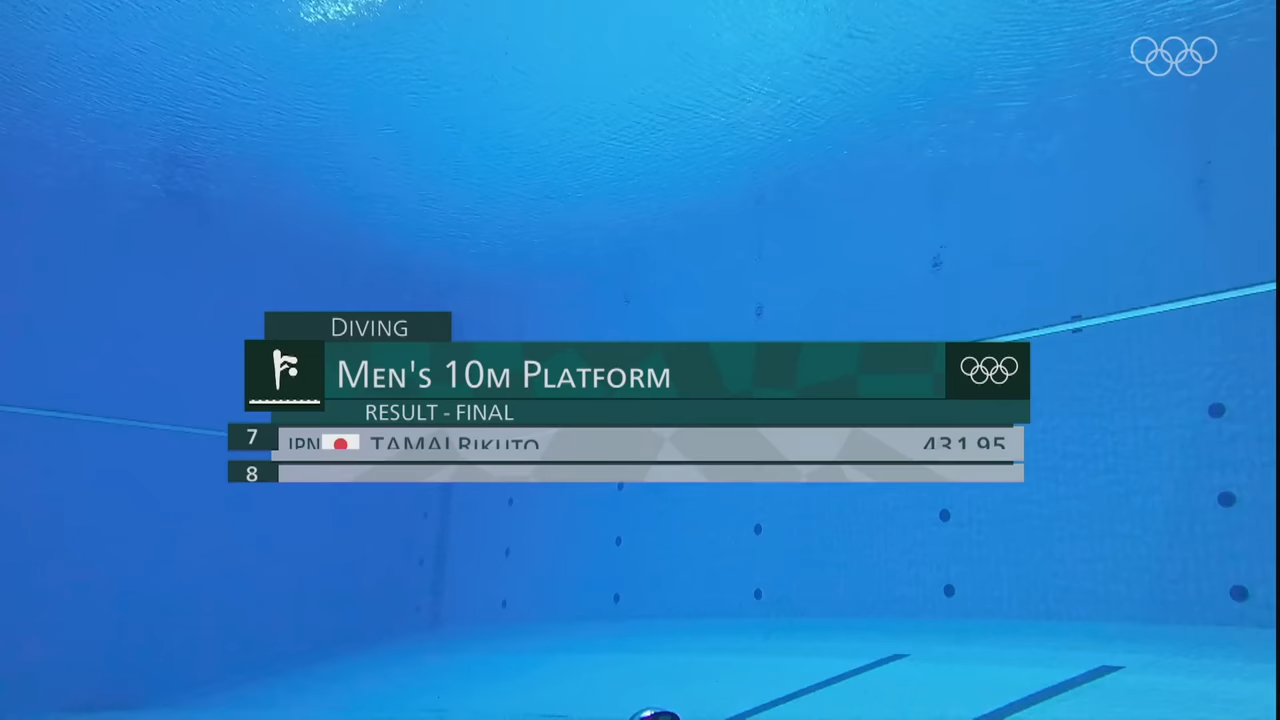 DIVING
MEN'S 10M PLATFORM
RESULT - FINAL
7 JPN TAMAI RIKUTO 431.95
8